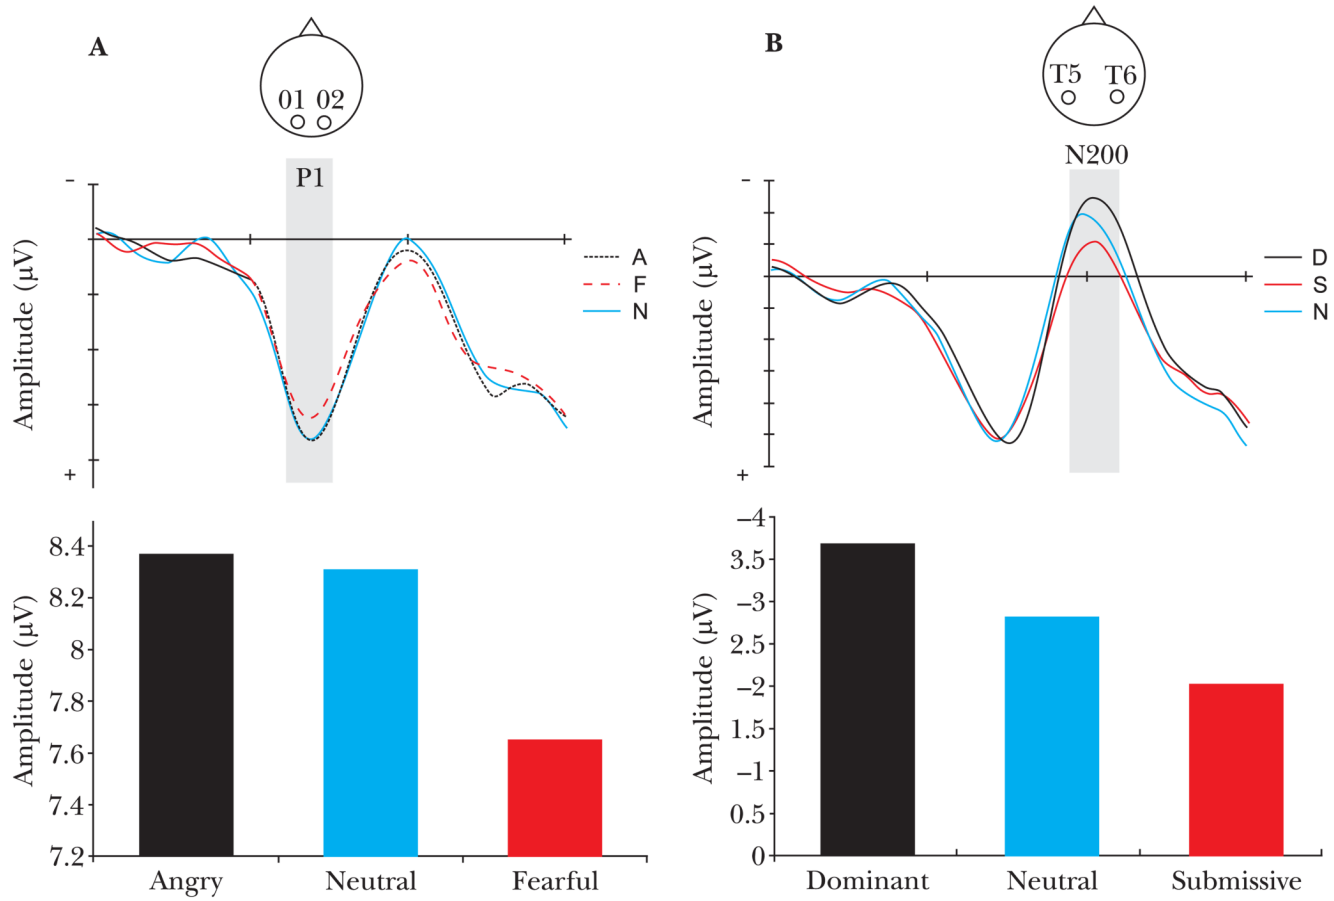 A
01 02
P1
−
+
Amplitude (µV)
A
F
N
8.4
8.2
8
7.8
7.6
7.4
7.2
Amplitude (µV)
Angry Neutral Fearful
B
T5 T6
N200
−
+
Amplitude (µV)
D
S
N
−4
3.5
−3
2.5
−2
1.5
−1
0.5
0
Amplitude (µV)
Dominant Neutral Submissive